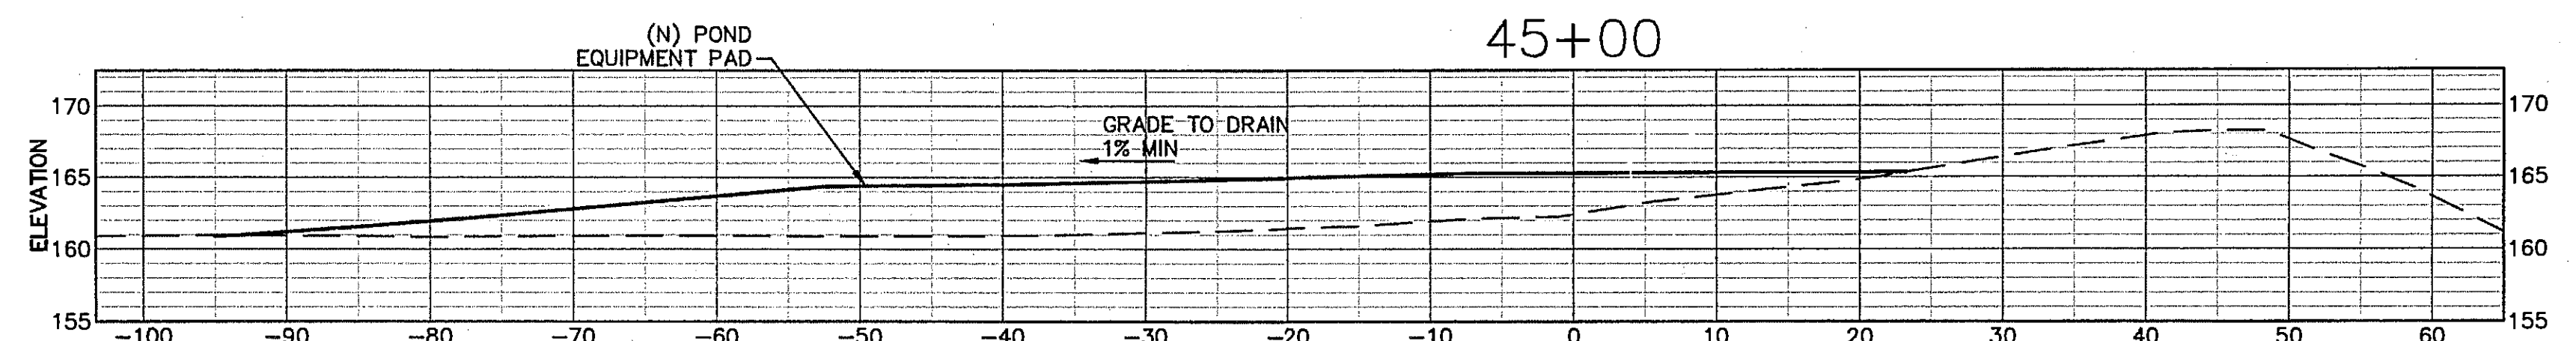 45+00
(N) POND
EQUIPMENT PAD
GRADE TO DRAIN
1% MIN
ELEVATION
170
165
160
155
170
165
160
155
-100 -90 -80 -70 -60 -50 -40 -30 -20 -10 0 10 20 30 40 50 60